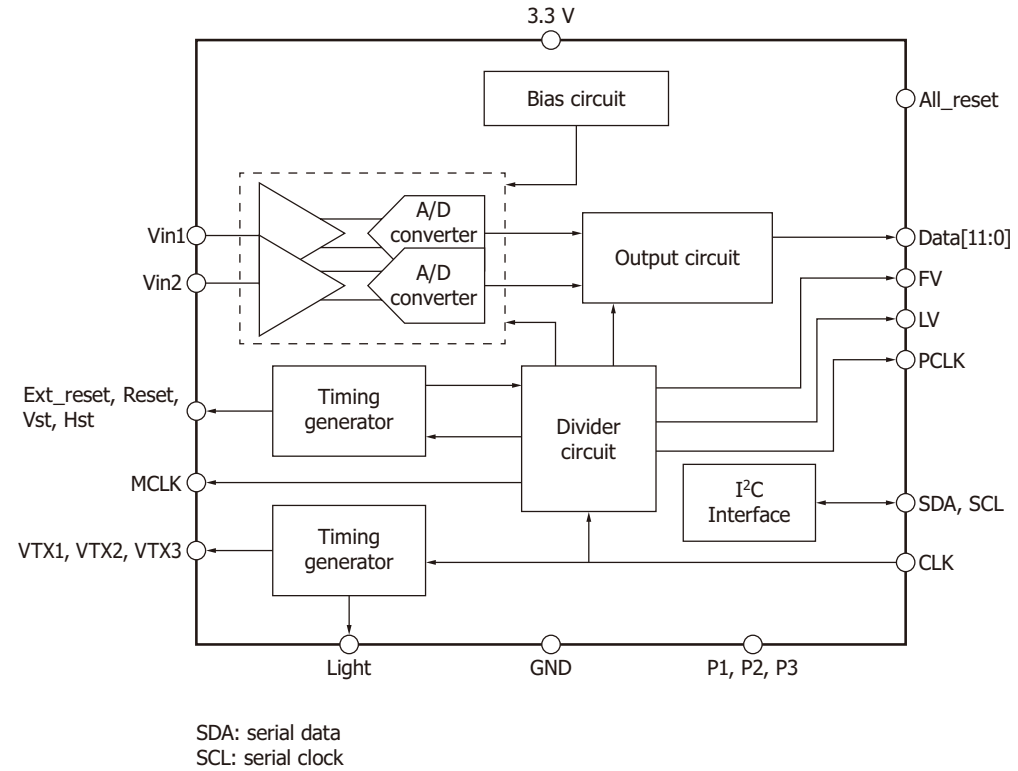 3.3 V
Bias circuit
All_reset
A/D
converter
Vin1
Data[11:0]
Output circuit
A/D
converter
Vin2
FV
LV
PCLK
Ext_reset, Reset,
Vst, Hst
Timing
generator
Divider
circuit
MCLK
I²C
Interface
SDA, SCL
VTX1, VTX2, VTX3
Timing
generator
CLK
Light
GND
P1, P2, P3
SDA: serial data
SCL: serial clock